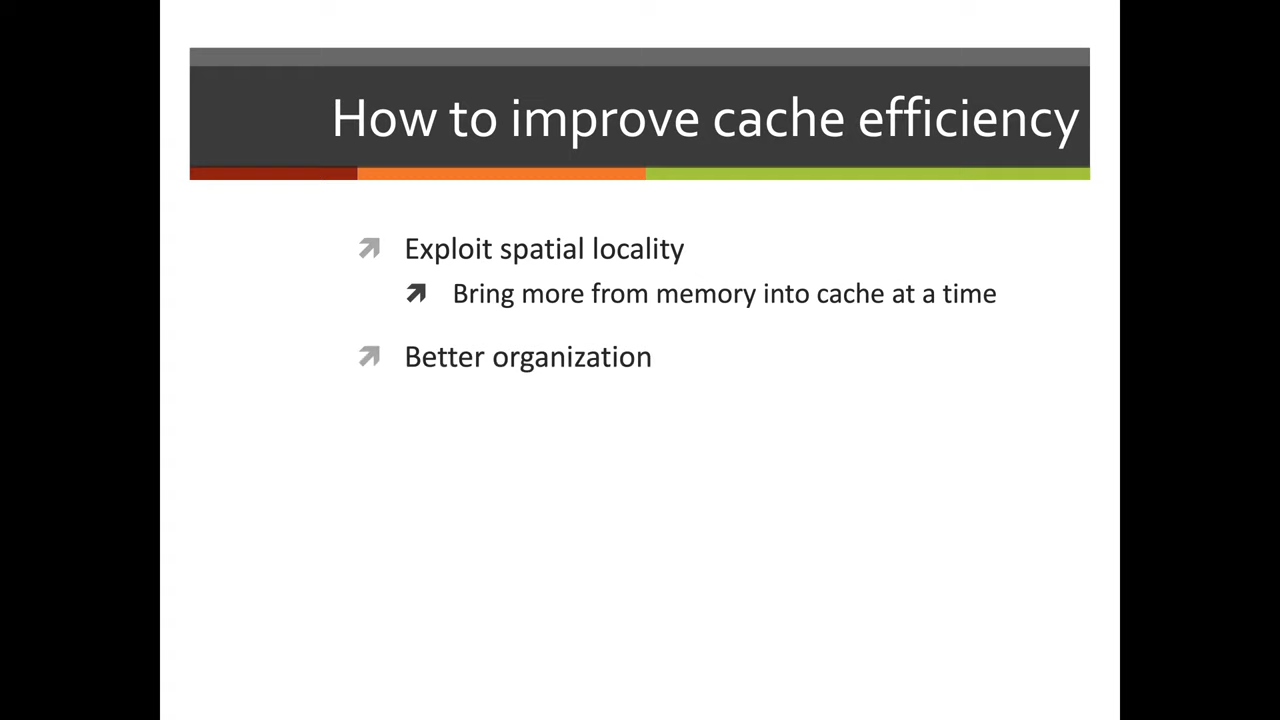 How to improve cache efficiency
Exploit spatial locality
Bring more from memory into cache at a time
Better organization